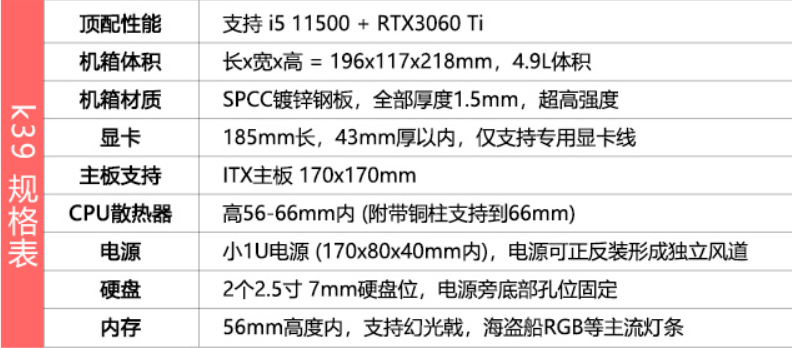 k39 规格表
顶配性能 支持 i5 11500 + RTX3060 Ti
机箱体积 长x宽x高 = 196x117x218mm，4.9L体积
机箱材质 SPCC镀锌钢板，全部厚度1.5mm，超高强度
显卡 185mm长，43mm厚以内，仅支持专用显卡线
主板支持 ITX主板 170x170mm
CPU散热器 高56-66mm内 (附带铜柱支持到66mm)
电源 小1U电源 (170x80x40mm内)，电源可正反装形成独立风道
硬盘 2个2.5寸 7mm硬盘位，电源旁底部孔位固定
内存 56mm高度内，支持幻光戟，海盗船RGB等主流灯条